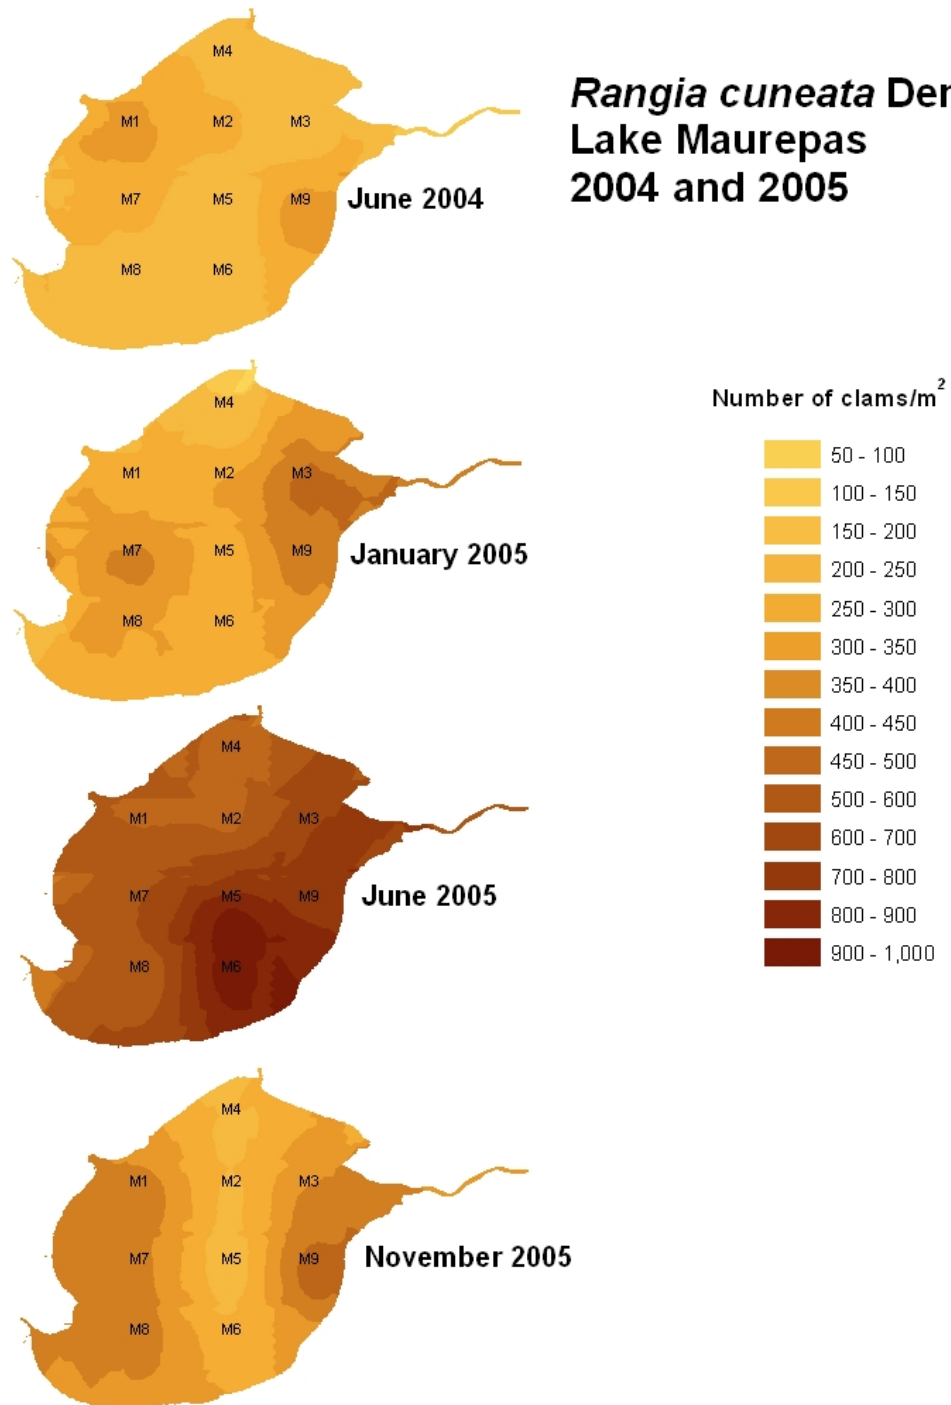 Rangia cuneata Der
Lake Maurepas
2004 and 2005
M4
M1 M2 M3
M7 M5 M9
June 2004
M8 M6
Number of clams/m²
50 - 100
100 - 150
150 - 200
200 - 250
250 - 300
300 - 350
350 - 400
400 - 450
450 - 500
500 - 600
600 - 700
700 - 800
800 - 900
900 - 1,000
M4
M1 M2 M3
M7 M5 M9
January 2005
M8 M6
M4
M1 M2 M3
M7 M5 M9
June 2005
M8 M6
M4
M1 M2 M3
M7 M5 M9
November 2005
M8 M6